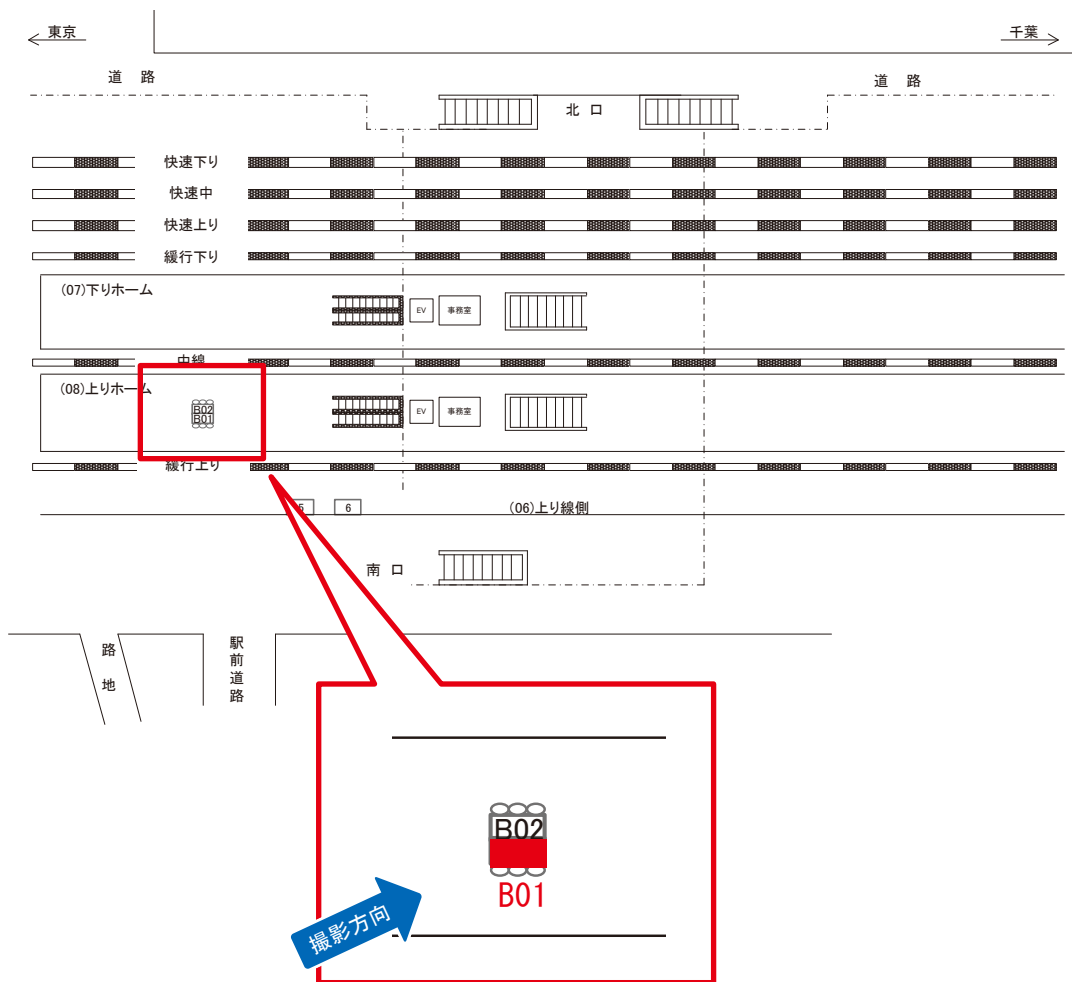 東京
千葉
道 路
道 路
北 口
快速下り
快速中
快速上り
緩行下り
(07)下りホーム
EV
事務室
中線
(08)上りホーム
B02
B01
EV
事務室
緩行上り
5
6
(06)上り線側
南 口
路地
駅前道路
B02
B01
撮影方向